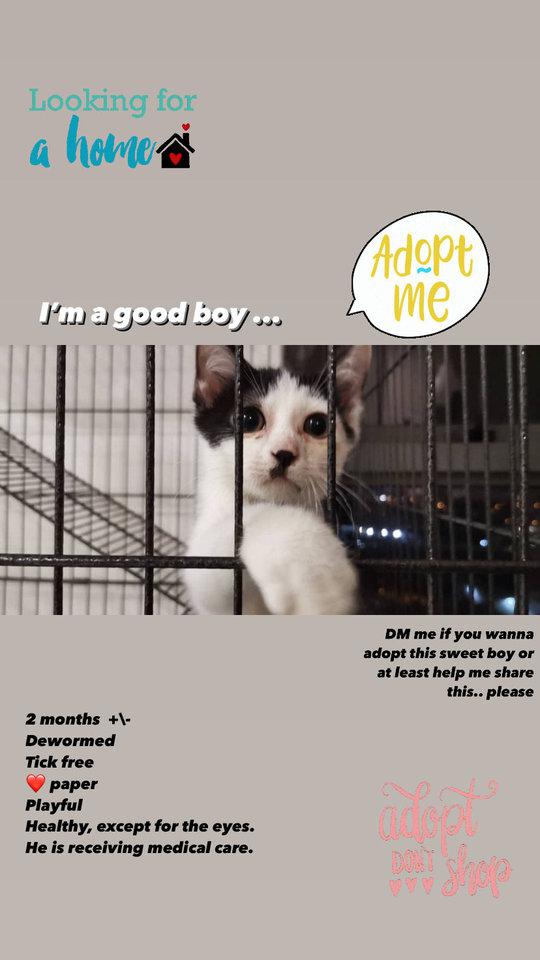 Looking for
a home
Adopt
me
I'm a good boy ...
DM me if you wanna
adopt this sweet boy or
at least help me share
this.. please
2 months +\-
Dewormed
Tick free
❤️ paper
Playful
Healthy, except for the eyes.
He is receiving medical care.
adopt
DON'T
shop